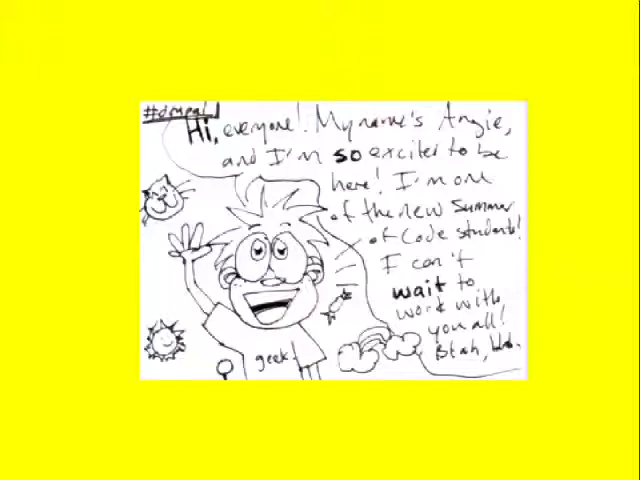 #drupal
Hi, everyone! My name's Angie,
and I'm so excited to be
here! I'm one
of the new Summer
of Code students!
I can't
wait to
work with
you all!
Blah, blah.
geek